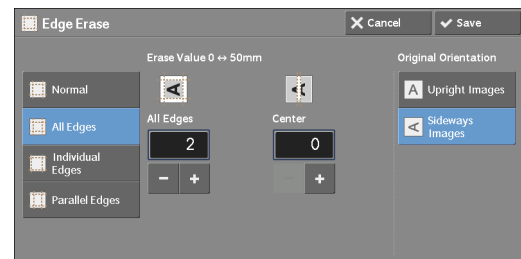 Edge Erase
Cancel
Save
Erase Value 0 ↔ 50mm
Original Orientation
Normal
All Edges
Individual
Edges
Parallel Edges
A
All Edges
2
− +
A
Center
0
− +
A Upright Images
A Sideways
Images